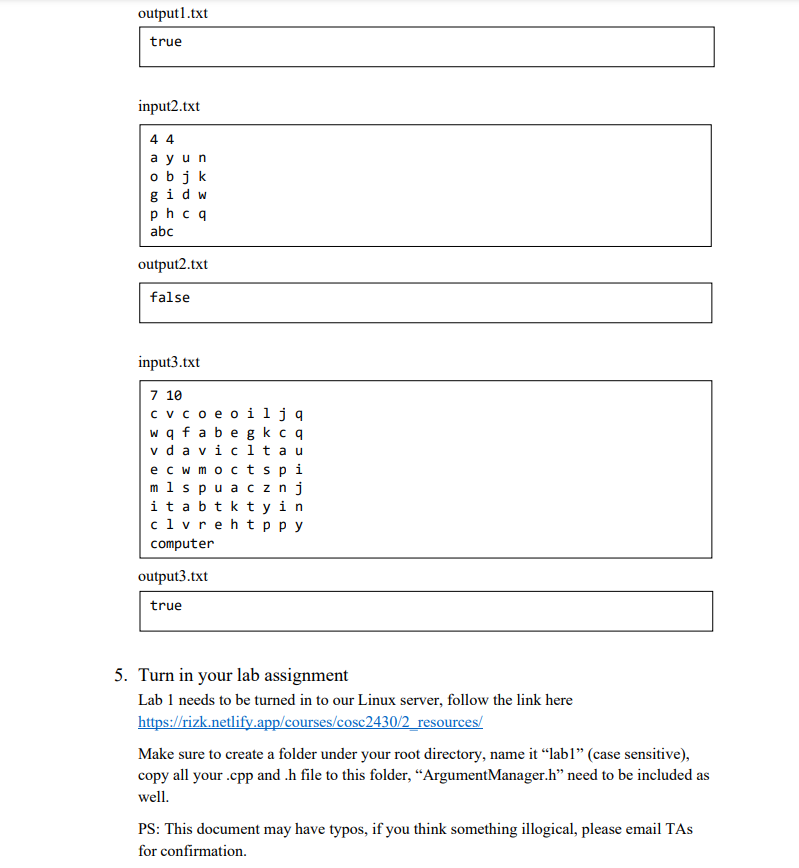 output1.txt
true
input2.txt
4 4
a y u n
o b j k
g i d w
p h c q
abc
output2.txt
false
input3.txt
7 10
c v c o e o i l j q
w q f a b e g k c q
v d a v i c l t a u
e c w m o c t s p i
m l s p u a c z n j
i t a b t k t y i n
c l v r e h t p p y
computer
output3.txt
true
5. Turn in your lab assignment
Lab 1 needs to be turned in to our Linux server, follow the link here
https://rizk.netlify.app/courses/cosc2430/2_resources/
Make sure to create a folder under your root directory, name it “lab1” (case sensitive),
copy all your .cpp and .h file to this folder, “ArgumentManager.h” need to be included as
well.
PS: This document may have typos, if you think something illogical, please email TAs
for confirmation.